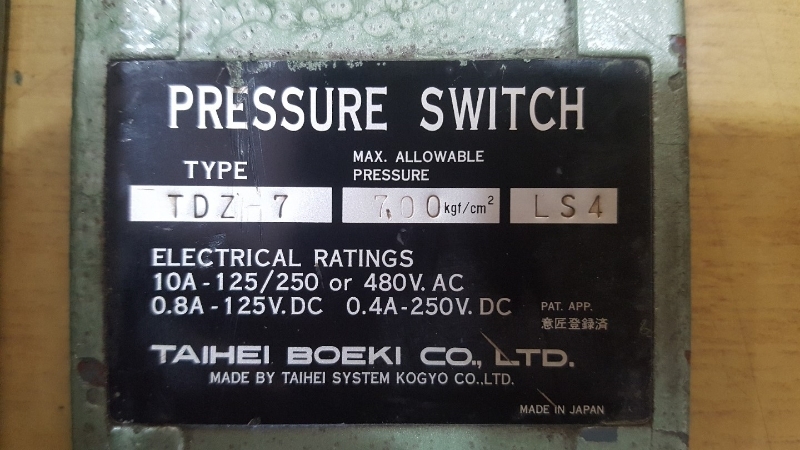 PRESSURE SWITCH
TYPE
MAX. ALLOWABLE
PRESSURE
TDZ-7
700 kgf/cm²
LS4
ELECTRICAL RATINGS
10A-125/250 or 480V. AC
0.8A-125V.DC 0.4A-250V. DC
PAT. APP.
意匠登録済
TAIHEI BOEKI CO., LTD.
MADE BY TAIHEI SYSTEM KOGYO CO.,LTD.
MADE IN JAPAN